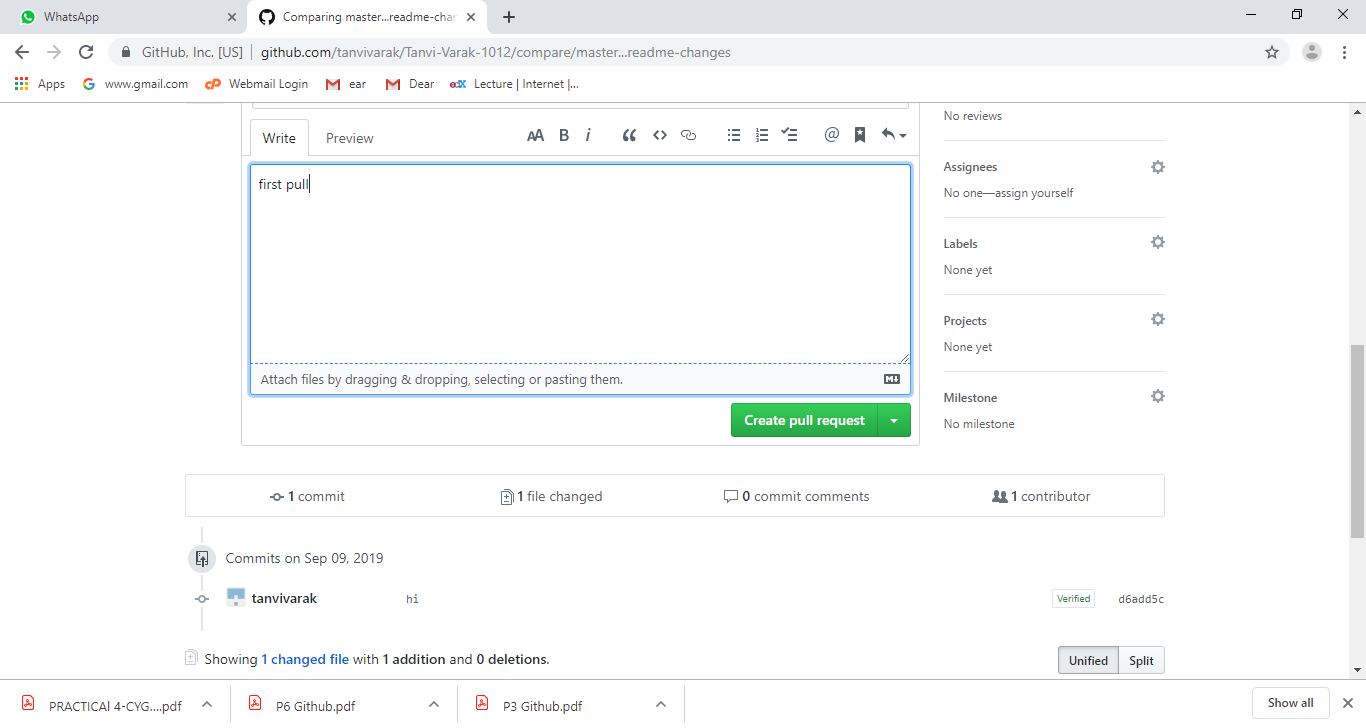 WhatsApp
Comparing master...readme-chan
GitHub, Inc. [US] github.com/tanvivarak/Tanvi-Varak-1012/compare/master...readme-changes
Apps www.gmail.com Webmail Login ear Dear edX Lecture | Internet |...
No reviews
Write Preview AA B i “ <> @
first pull
Attach files by dragging & dropping, selecting or pasting them.
Create pull request
Assignees
No one—assign yourself
Labels
None yet
Projects
None yet
Milestone
No milestone
1 commit 1 file changed 0 commit comments 1 contributor
Commits on Sep 09, 2019
tanvivarak hi Verified d6add5c
Showing 1 changed file with 1 addition and 0 deletions. Unified Split
PRACTICAl 4-CYG....pdf P6 Github.pdf P3 Github.pdf Show all